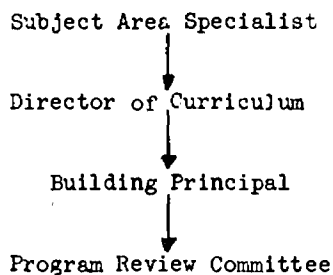 Subject Area Specialist
Director of Curriculum
Building Principal
Program Review Committee